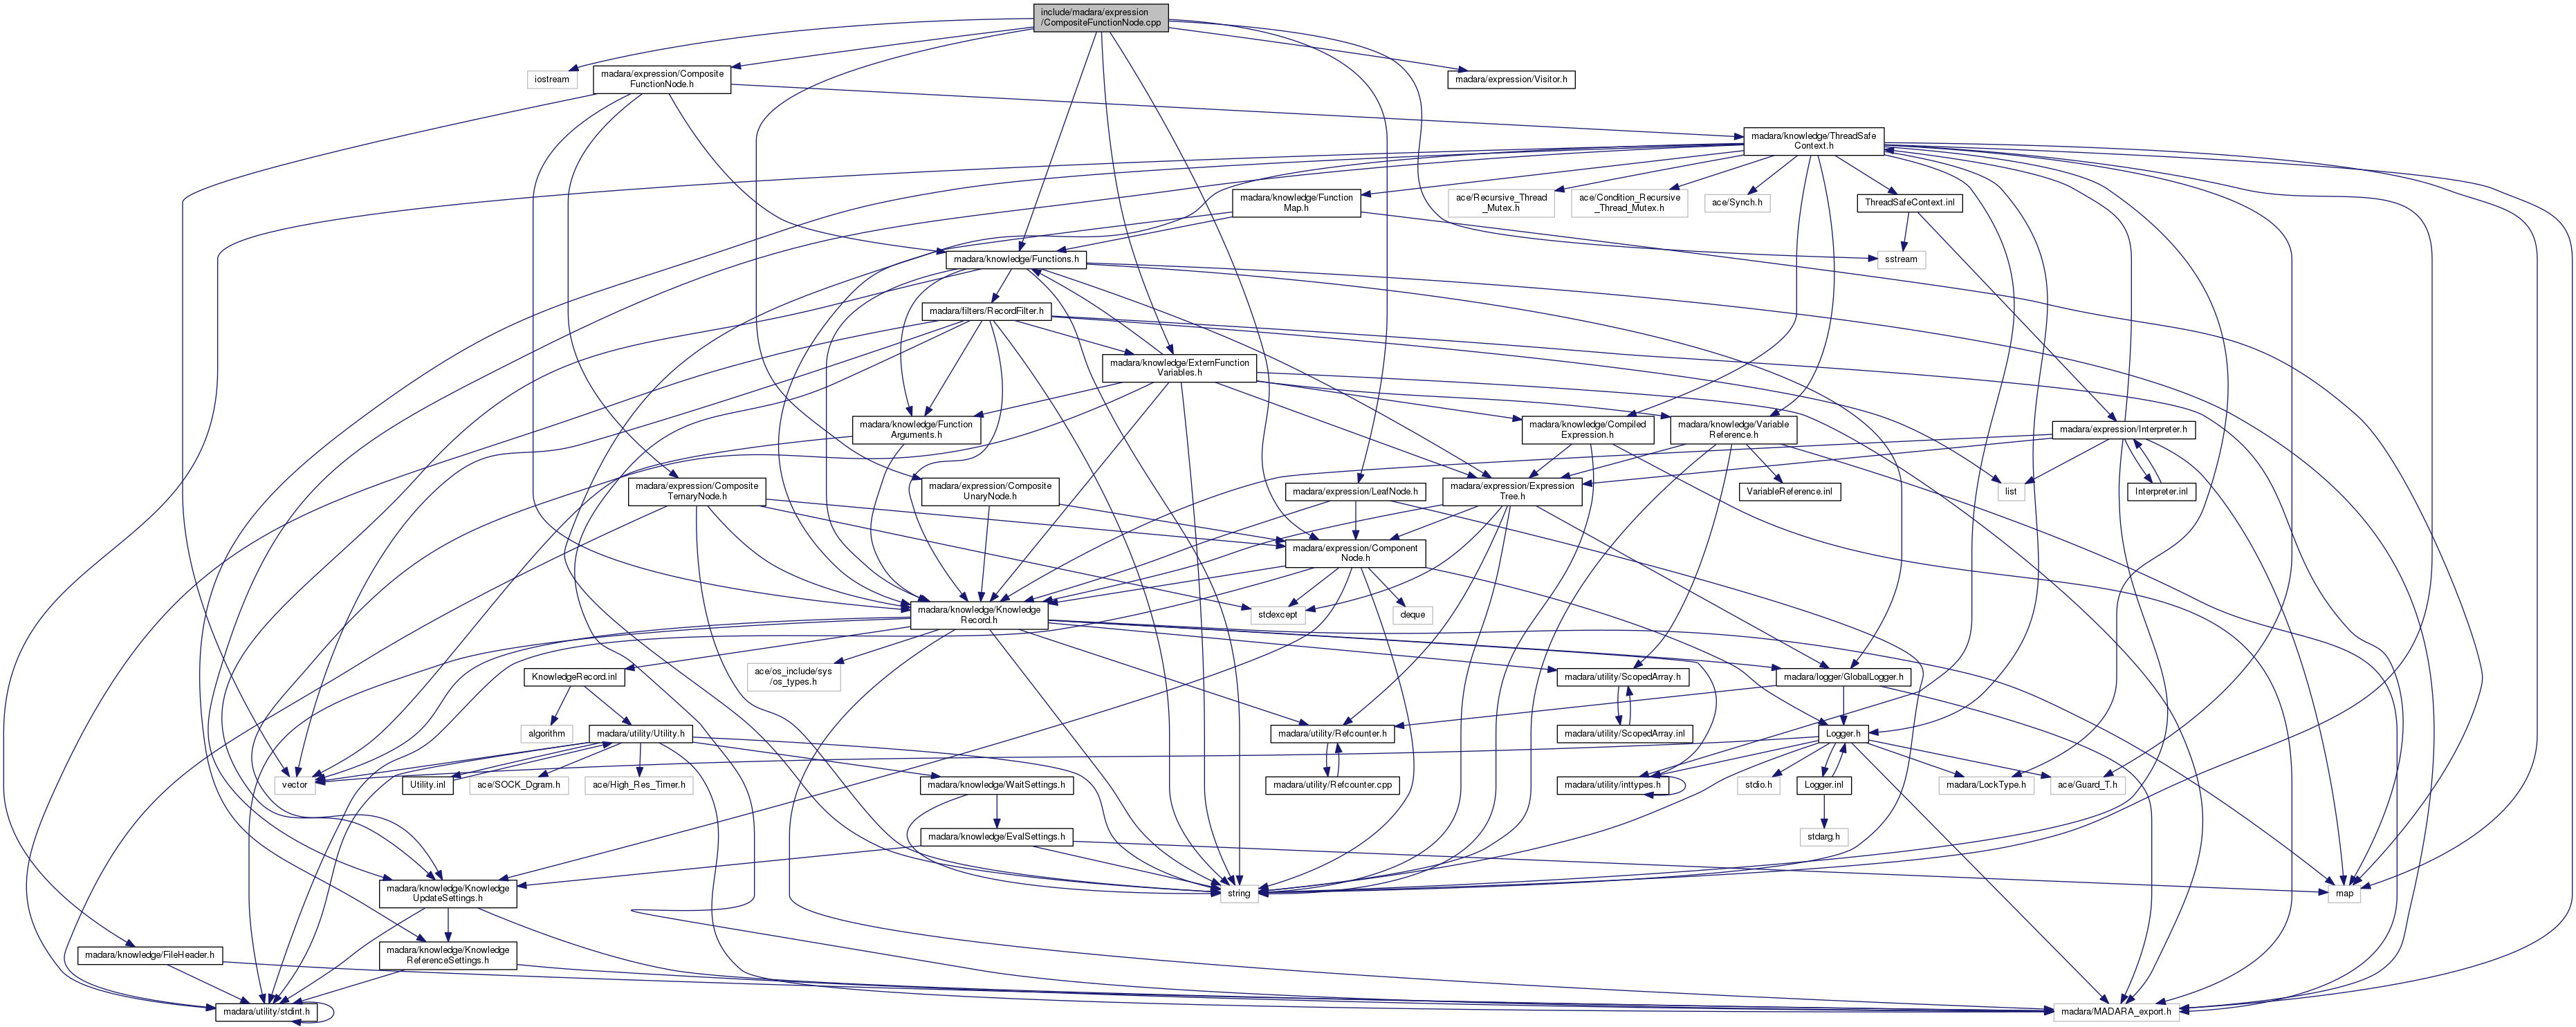 include/madara/expression
/CompositeFunctionNode.cpp
iostream
madara/expression/Composite
FunctionNode.h
madara/expression/Visitor.h
madara/knowledge/ThreadSafe
Context.h
madara/knowledge/Function
Map.h
ace/Recursive_Thread
_Mutex.h
ace/Condition_Recursive
_Thread_Mutex.h
ace/Synch.h
ThreadSafeContext.inl
madara/knowledge/Functions.h
sstream
madara/filters/RecordFilter.h
madara/knowledge/ExternFunction
Variables.h
madara/knowledge/Function
Arguments.h
madara/knowledge/Compiled
Expression.h
madara/knowledge/Variable
Reference.h
madara/expression/Interpreter.h
madara/expression/Composite
TernaryNode.h
madara/expression/Composite
UnaryNode.h
madara/expression/LeafNode.h
madara/expression/Expression
Tree.h
VariableReference.inl
list
Interpreter.inl
madara/expression/Component
Node.h
madara/knowledge/Knowledge
Record.h
stdexcept
deque
KnowledgeRecord.inl
ace/os_include/sys
/os_types.h
madara/utility/ScopedArray.h
madara/logger/GlobalLogger.h
algorithm
madara/utility/Utility.h
madara/utility/Refcounter.h
madara/utility/ScopedArray.inl
Logger.h
vector
Utility.inl
ace/SOCK_Dgram.h
ace/High_Res_Timer.h
madara/knowledge/WaitSettings.h
madara/utility/Refcounter.cpp
madara/utility/inttypes.h
stdio.h
Logger.inl
madara/LockType.h
ace/Guard_T.h
madara/knowledge/EvalSettings.h
stdarg.h
madara/knowledge/Knowledge
UpdateSettings.h
string
map
madara/knowledge/FileHeader.h
madara/knowledge/Knowledge
ReferenceSettings.h
madara/utility/stdint.h
madara/MADARA_export.h